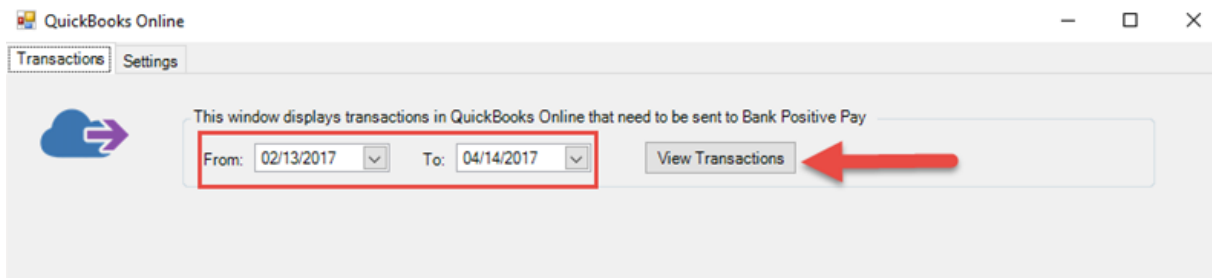 QuickBooks Online
Transactions Settings
This window displays transactions in QuickBooks Online that need to be sent to Bank Positive Pay
From: 02/13/2017 To: 04/14/2017 View Transactions